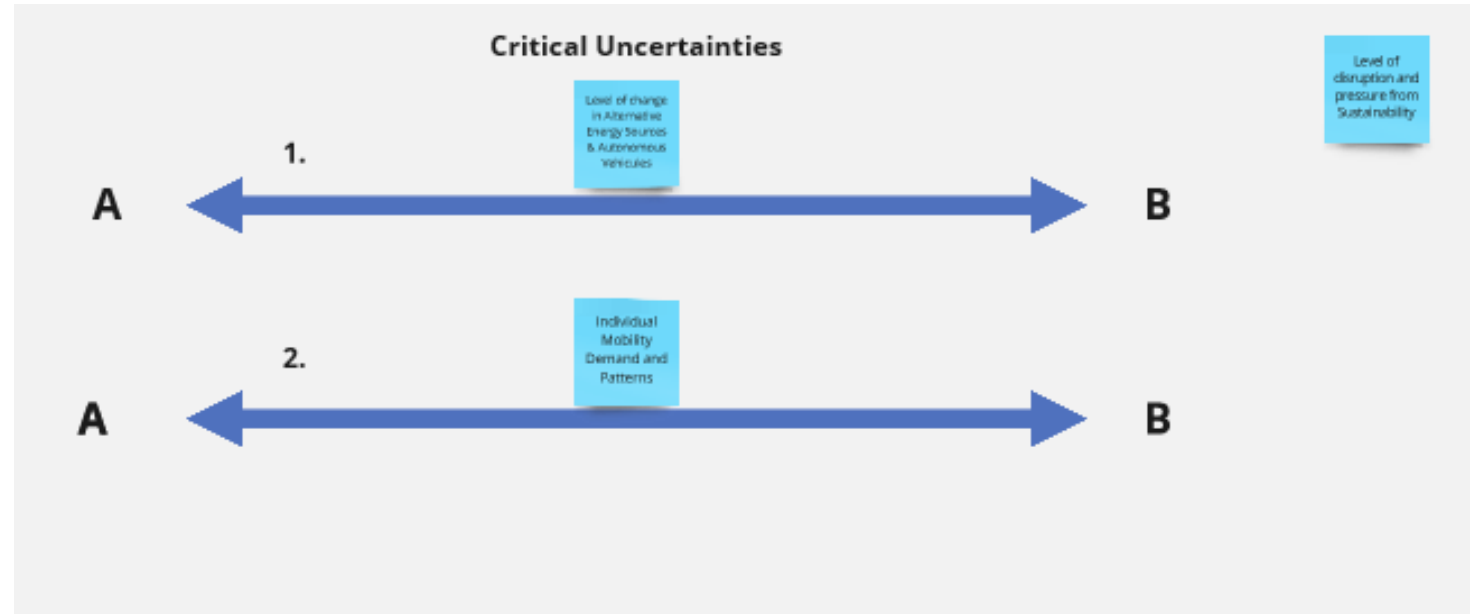 Critical Uncertainties
Level of
disruption and
pressure from
Sustainability
Level of change
in Alternative
Energy Sources
& Autonomous
Vehicules
1.
A
B
Individual
Mobility
Demand and
Patterns
2.
A
B